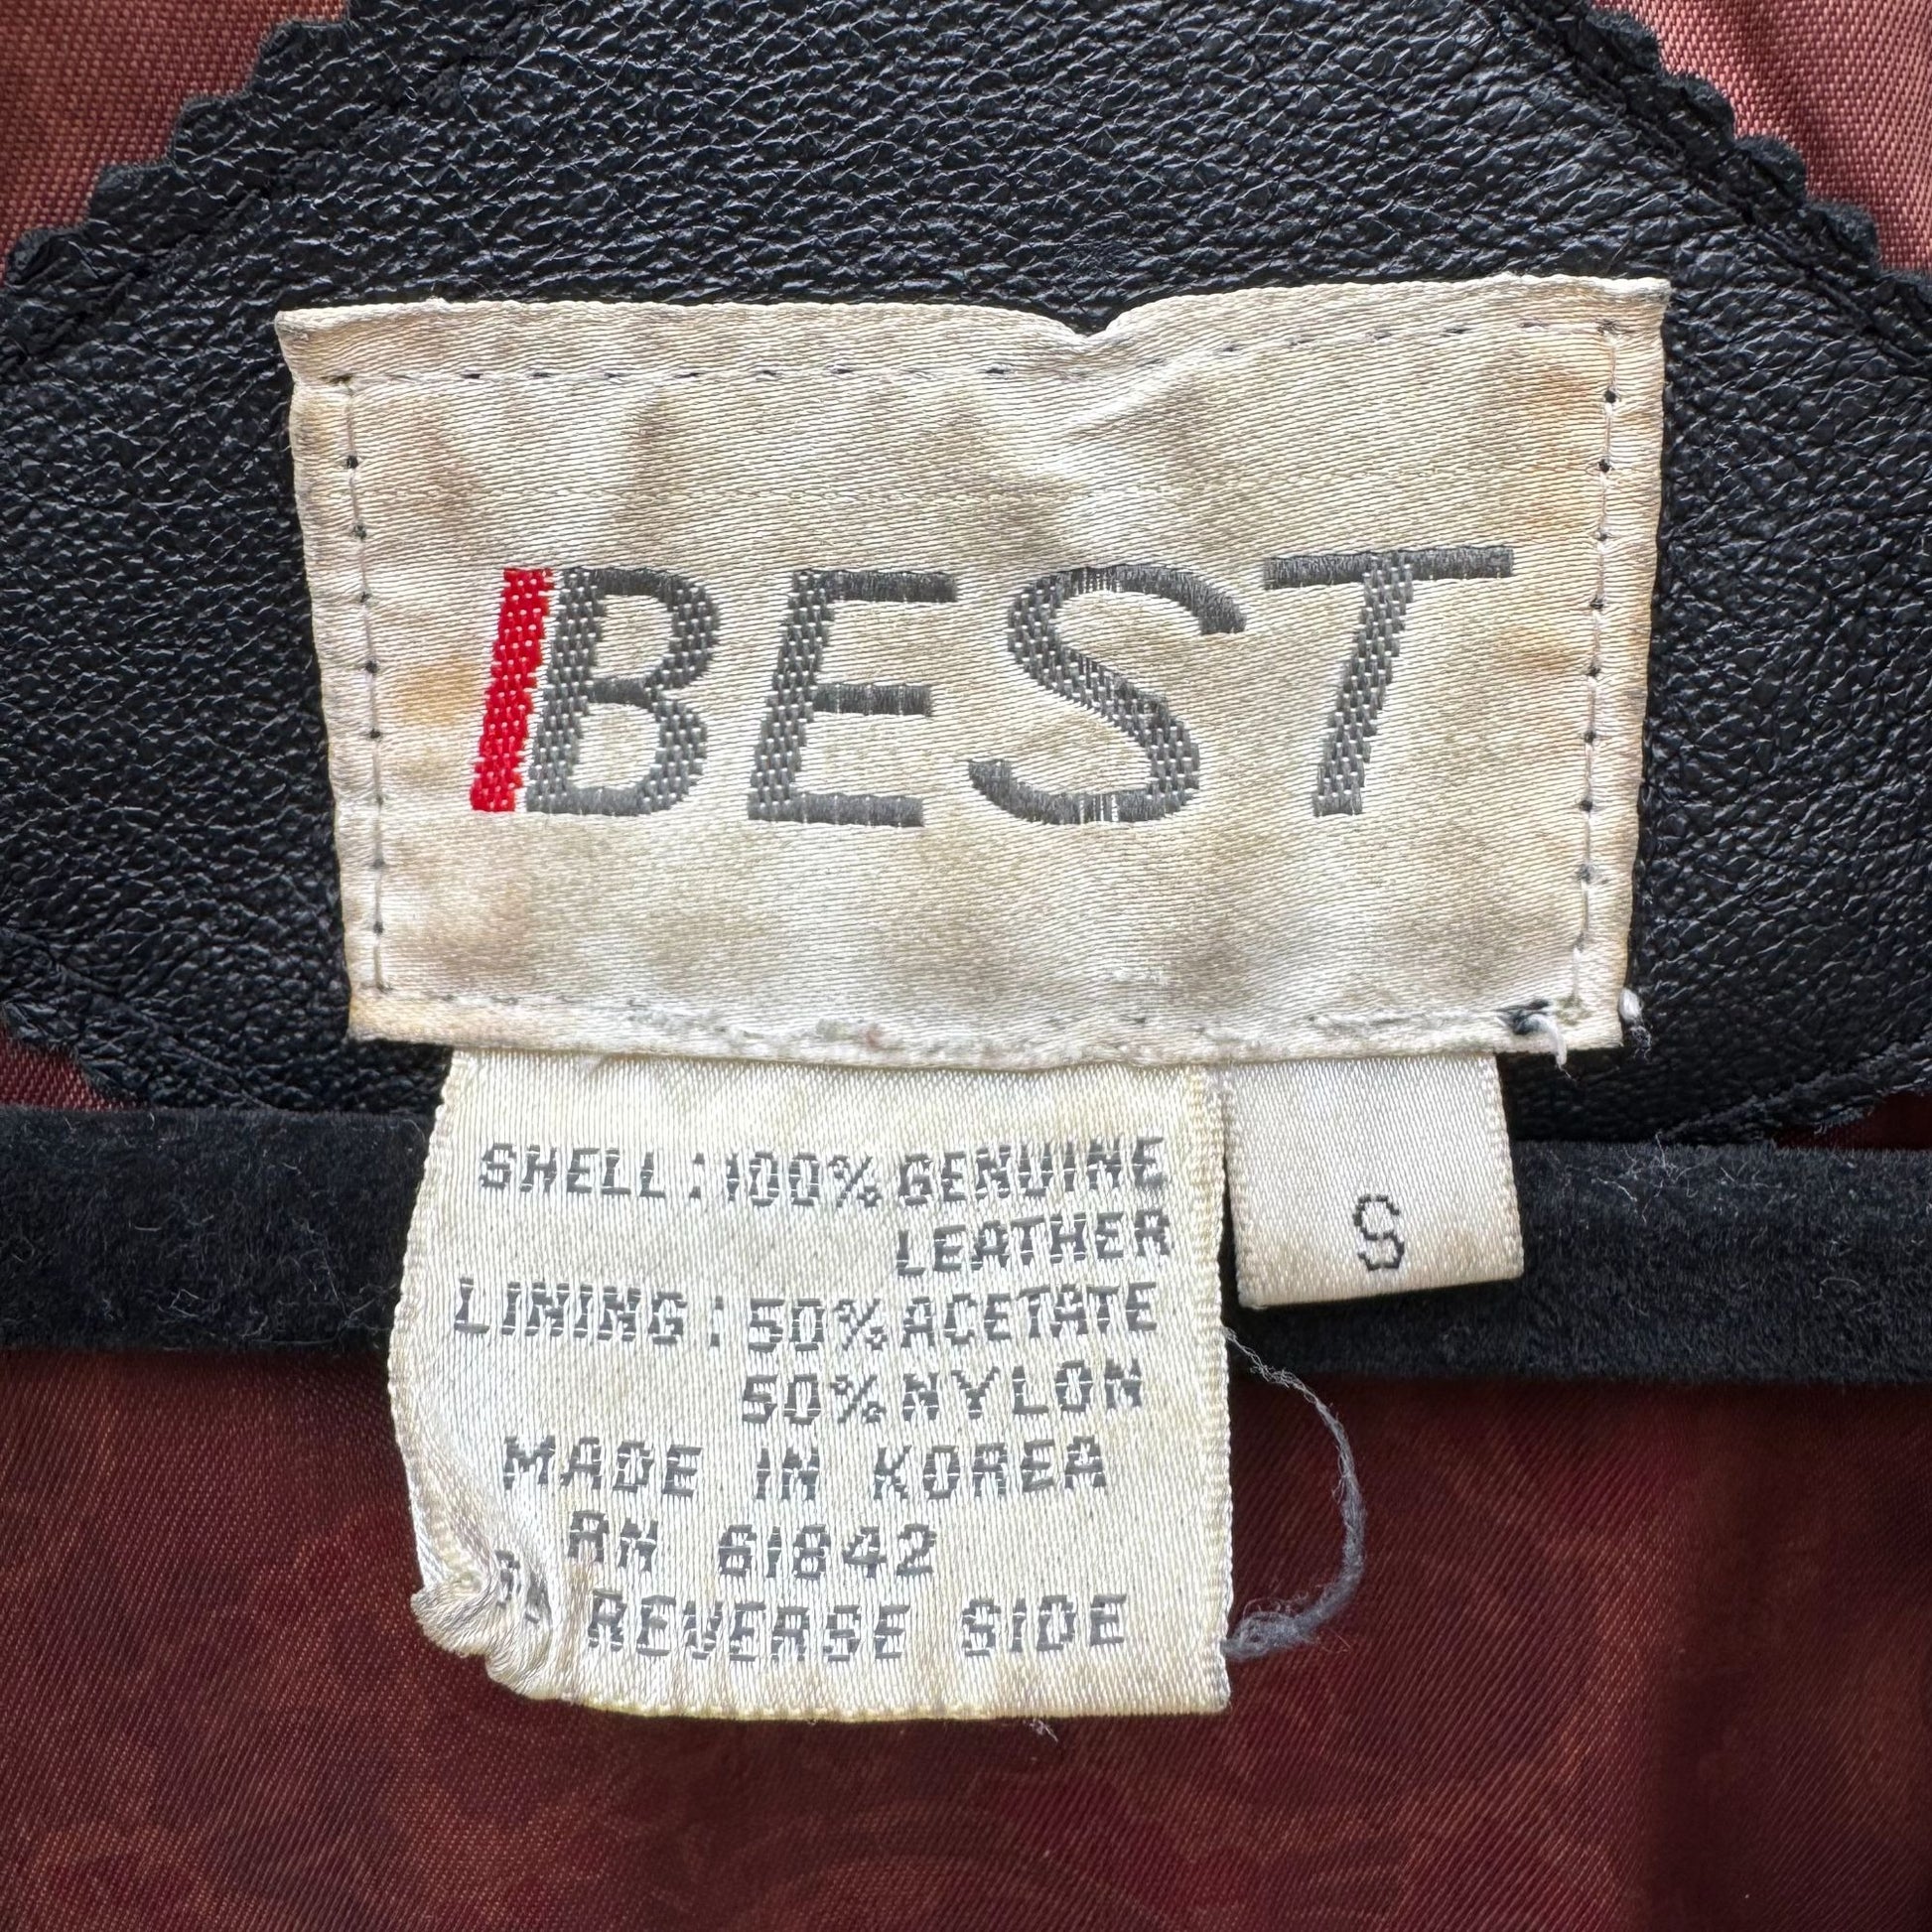 BEST
SHELL:100% GENUINE
LEATHER
LINING:50% ACETATE
50% NYLON
MADE IN KOREA
RN 61842
REVERSE SIDE
S